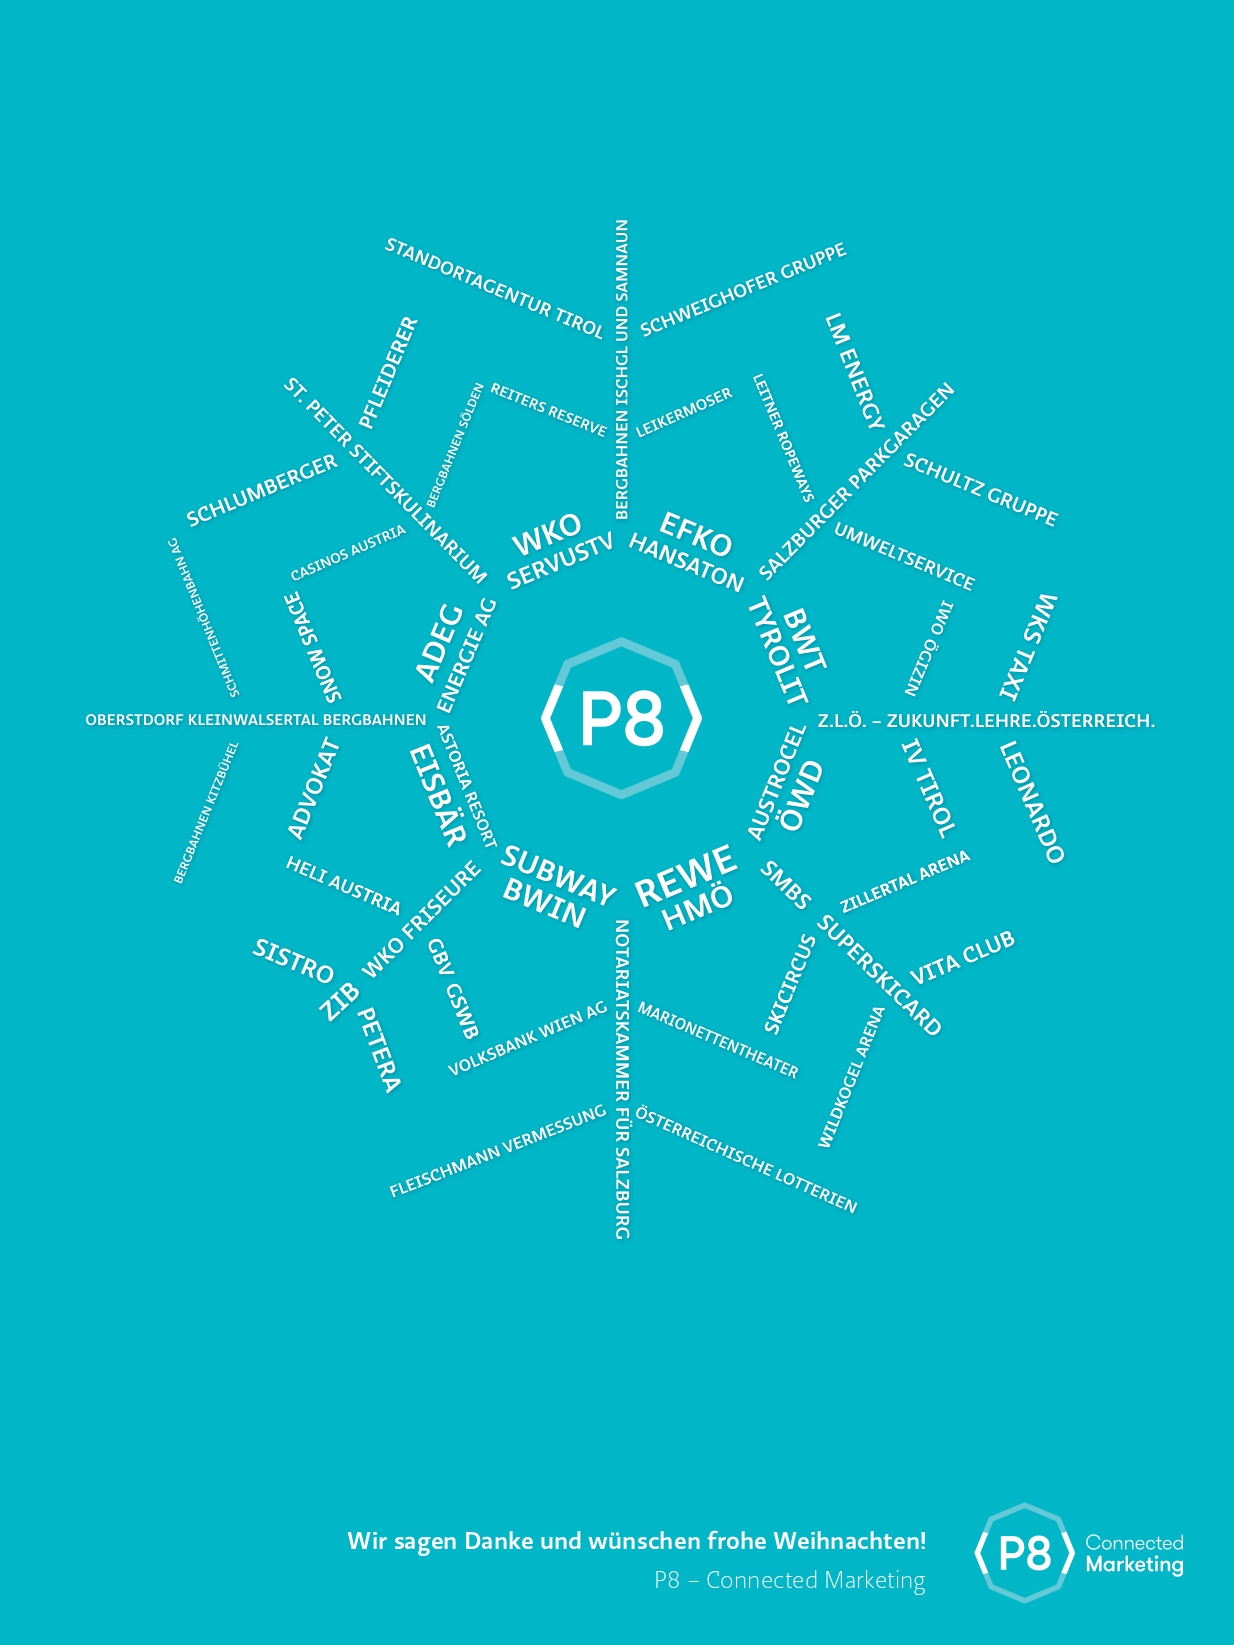 BERGBAHNEN ISCHGL UND SAMNAUN
STANDORTAGENTUR TIROL
SCHWEIGHOFER GRUPPE
PFLEIDERER
LM ENERGY
ST. PETER STIFTSKULINARIUM
BERGBAHNEN SÖLDEN
REITERS RESERVE
LEIKERMOSER
LEITNER ROPEWAYS
SALZBURGER PARKGARAGEN
SCHLUMBERGER
SCHULTZ GRUPPE
CASINOS AUSTRIA
WKO
SERVUSTV
EFKO
HANSATON
UMWELTSERVICE
SCHMITTENHÖHENBAHN AG
SNOW SPACE
ADEG
ENERGIE AG
BWT
TYROLIT
IWO ÖGIZIN
WKS TAXI
P8
OBERSTDORF KLEINWALSERTAL BERGBAHNEN
Z.L.Ö. – ZUKUNFT.LEHRE.ÖSTERREICH.
BERGBAHNEN KITZBÜHEL
ADVOKAT
EISBÄR
ASTORIA RESORT
AUSTROCEL
ÖWD
IV TIROL
LEONARDO
HELI AUSTRIA
WKO FRISEURE
SUBWAY
BWIN
REWE
HMÖ
SMBS
ZILLERTAL ARENA
SISTRO
ZIB
GBV GSWB
NOTARIATSKAMMER FÜR SALZBURG
SKICIRCUS
SUPERSKICARD
VITA CLUB
PETERA
VOLKSBANK WIEN AG
MARIONETTENTHEATER
WILDKOGEL ARENA
FLEISCHMANN VERMESSUNG
ÖSTERREICHISCHE LOTTERIEN
Wir sagen Danke und wünschen frohe Weihnachten!
P8 – Connected Marketing
P8
Connected
Marketing